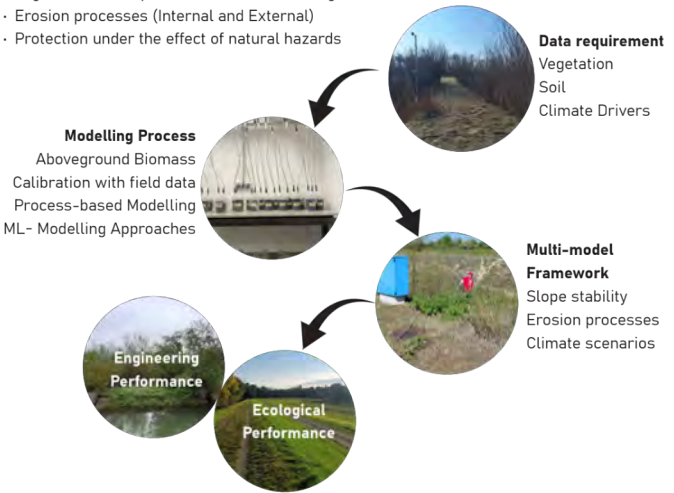 · Erosion processes (Internal and External)
· Protection under the effect of natural hazards
Data requirement
Vegetation
Soil
Climate Drivers
Modelling Process
Aboveground Biomass
Calibration with field data
Process-based Modelling
ML- Modelling Approaches
Multi-model
Framework
Slope stability
Erosion processes
Climate scenarios
Engineering
Performance
Ecological
Performance